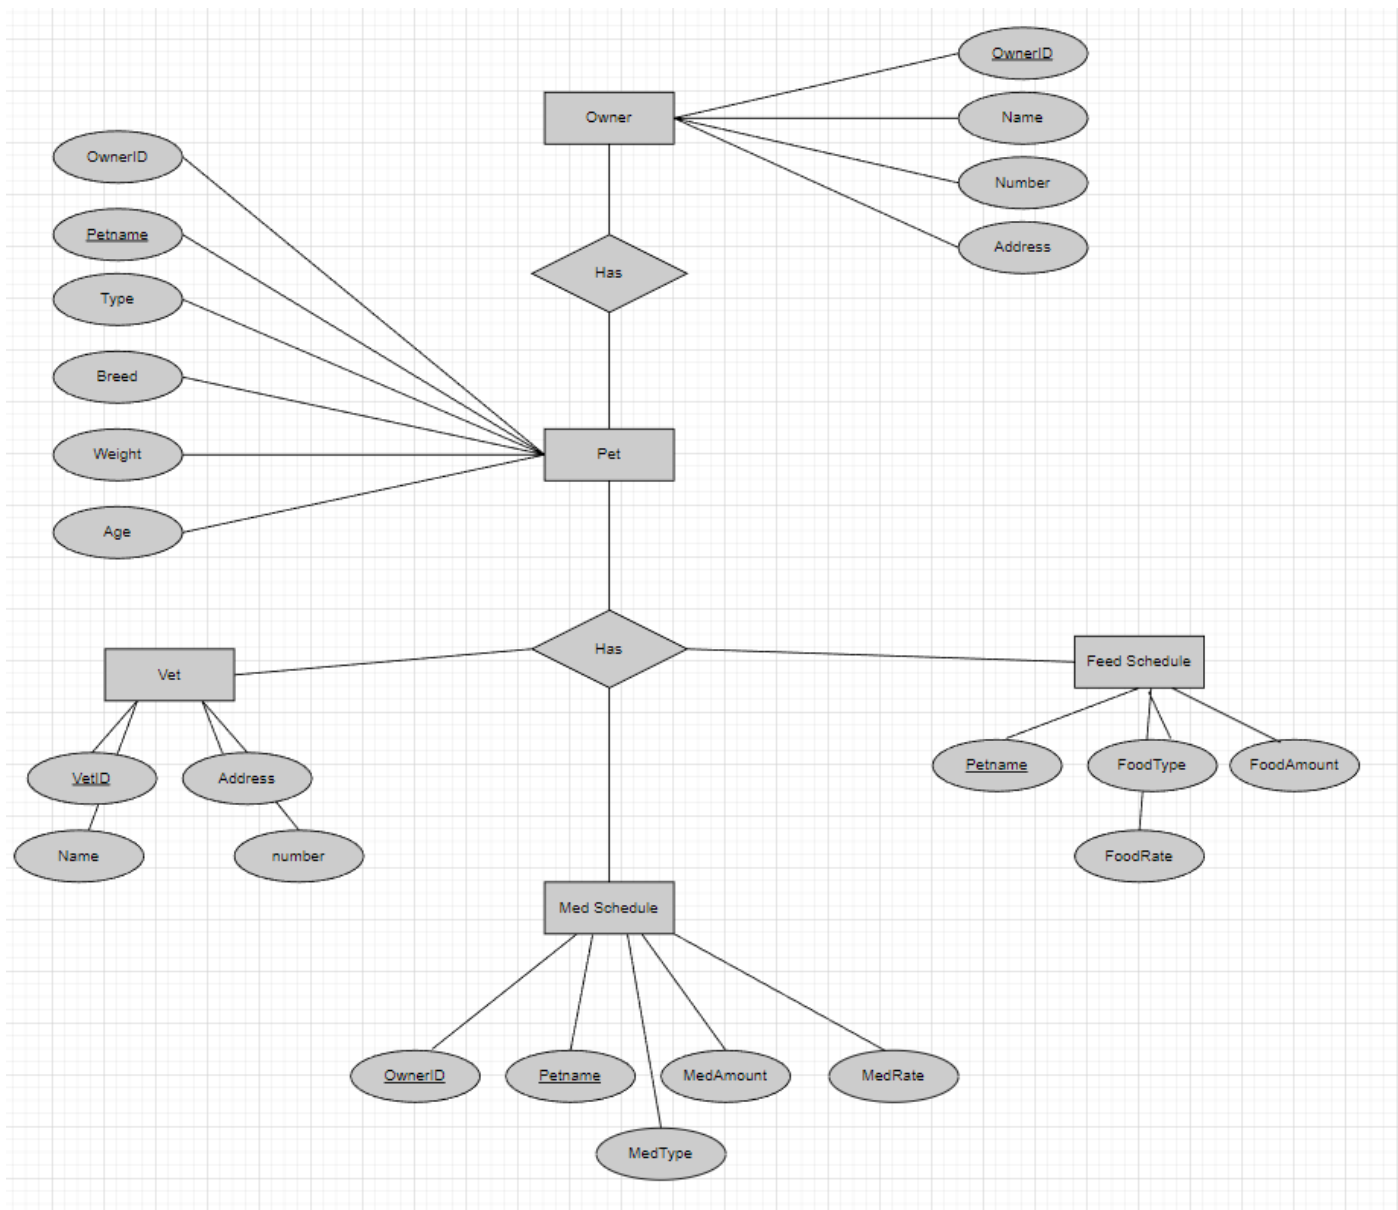 OwnerID
Owner
Name
OwnerID
Number
Petname
Address
Has
Type
Breed
Pet
Weight
Age
Has
Feed Schedule
Vet
Petname
FoodType
FoodAmount
VetID
Address
Name
number
FoodRate
Med Schedule
OwnerID
Petname
MedAmount
MedRate
MedType